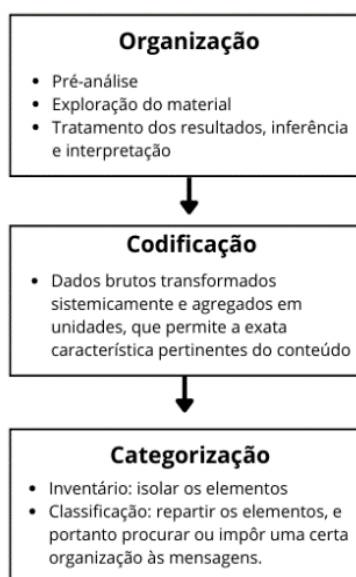 Organização
• Pré-análise
• Exploração do material
• Tratamento dos resultados, inferência
e interpretação
Codificação
• Dados brutos transformados
sistemicamente e agregados em
unidades, que permite a exata
característica pertinentes do conteúdo
Categorização
• Inventário: isolar os elementos
• Classificação: repartir os elementos, e
portanto procurar ou impôr uma certa
organização às mensagens.